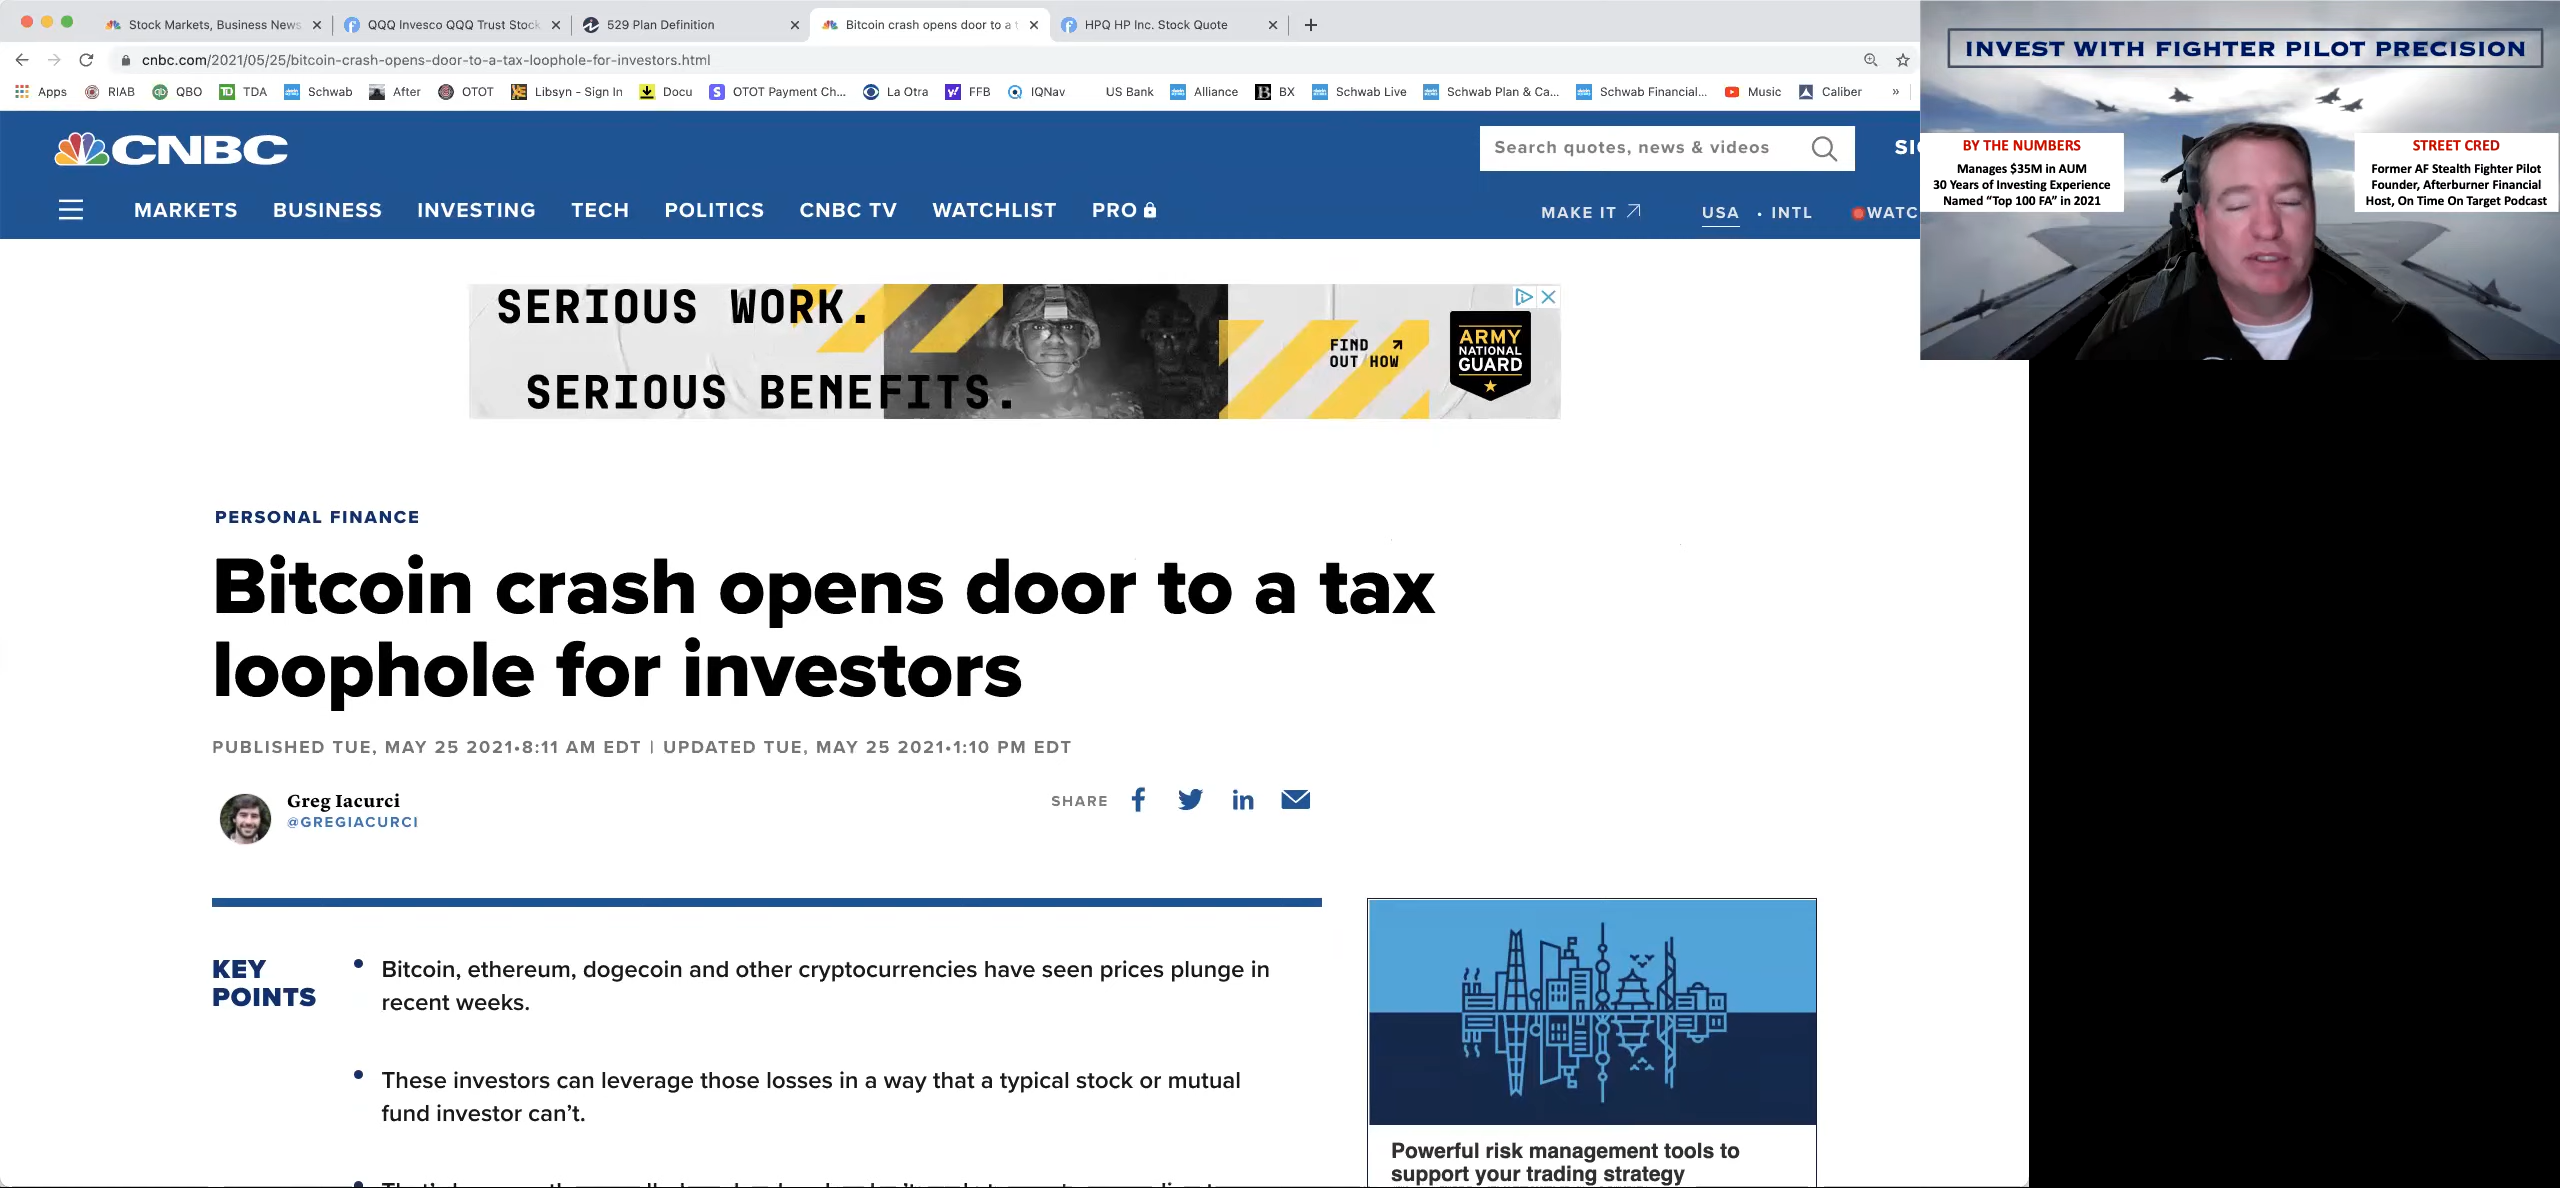 Stock Markets, Business News
QQQ Invesco QQQ Trust Stock
529 Plan Definition
Bitcoin crash opens door to a t
HPQ HP Inc. Stock Quote
cnbc.com/2021/05/25/bitcoin-crash-opens-door-to-a-tax-loophole-for-investors.html
Apps RIAB QBO TDA Schwab After OTOT Libsyn - Sign In Docu OTOT Payment Ch... La Otra FFB IQNav US Bank Alliance BX Schwab Live Schwab Plan & Ca... Schwab Financial... Music Caliber »
CNBC
Search quotes, news & videos
MARKETS BUSINESS INVESTING TECH POLITICS CNBC TV WATCHLIST PRO
MAKE IT USA • INTL WATC
INVEST WITH FIGHTER PILOT PRECISION
BY THE NUMBERS
Manages $35M in AUM
30 Years of Investing Experience
Named “Top 100 FA” in 2021
STREET CRED
Former AF Stealth Fighter Pilot
Founder, Afterburner Financial
Host, On Time On Target Podcast
SERIOUS WORK.
SERIOUS BENEFITS.
FIND
OUT HOW
ARMY
NATIONAL
GUARD
PERSONAL FINANCE
Bitcoin crash opens door to a tax
loophole for investors
PUBLISHED TUE, MAY 25 2021•8:11 AM EDT | UPDATED TUE, MAY 25 2021•1:10 PM EDT
Greg Iacurci
@GREGIACURCI
SHARE
KEY
POINTS
• Bitcoin, ethereum, dogecoin and other cryptocurrencies have seen prices plunge in
recent weeks.
• These investors can leverage those losses in a way that a typical stock or mutual
fund investor can’t.
Powerful risk management tools to
support your trading strategy